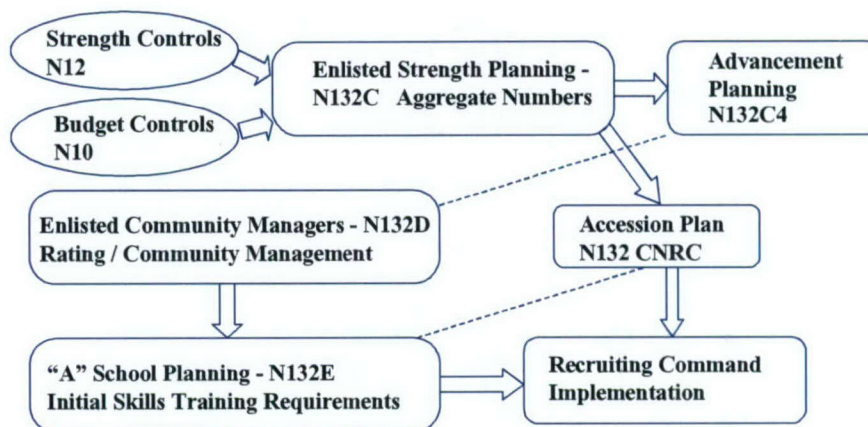 Strength Controls
N12
Enlisted Strength Planning -
N132C Aggregate Numbers
Advancement
Planning
N132C4
Budget Controls
N10
Enlisted Community Managers - N132D
Rating / Community Management
Accession Plan
N132 CNRC
“A” School Planning - N132E
Initial Skills Training Requirements
Recruiting Command
Implementation